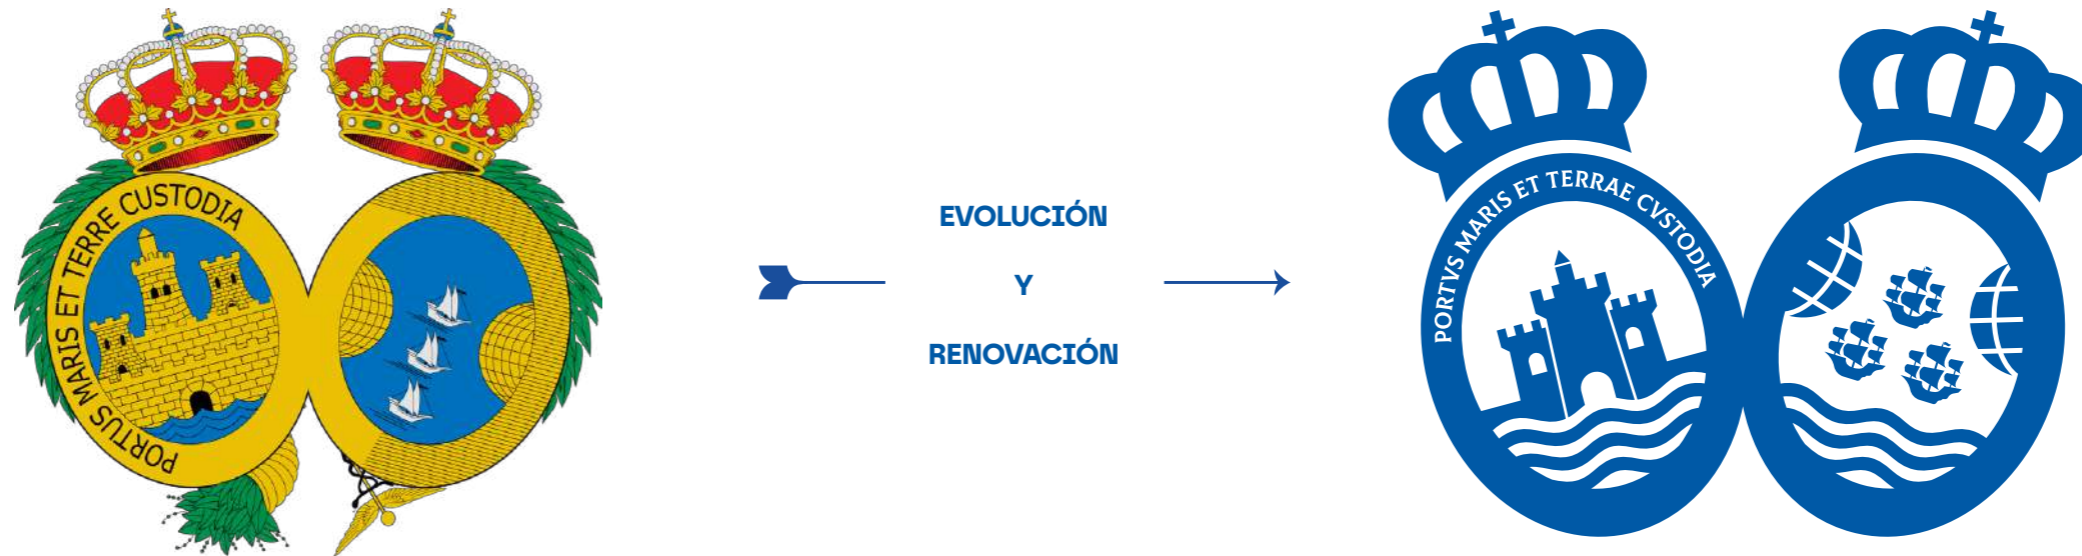 PORTUS MARIS ET TERRE CUSTODIA
EVOLUCIÓN
Y
RENOVACIÓN
PORTVS MARIS ET TERRAE CVSTODIA